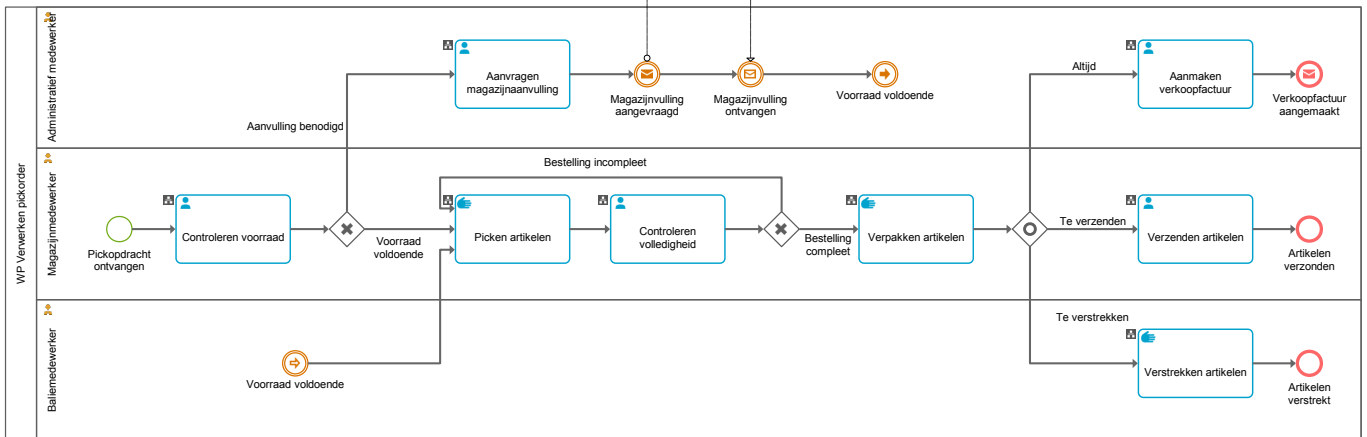 WP Verwerken pickorder
Administratief medewerker
Aanvragen
magazijnaanvulling
Magazijnvulling
aangevraagd
Magazijnvulling
ontvangen
Voorraad voldoende
Aanvulling benodigd
Altijd
Aanmaken
verkoopfactuur
Verkoopfactuur
aangemaakt
Magazijnmedewerker
Pickopdracht
ontvangen
Controleren voorraad
Voorraad
voldoende
Bestelling incompleet
Picken artikelen
Controleren
volledigheid
Bestelling
compleet
Verpakken artikelen
Te verzenden
Verzenden artikelen
Artikelen
verzonden
Baliemedewerker
Voorraad voldoende
Te verstrekken
Verstrekken artikelen
Artikelen
verstrekt